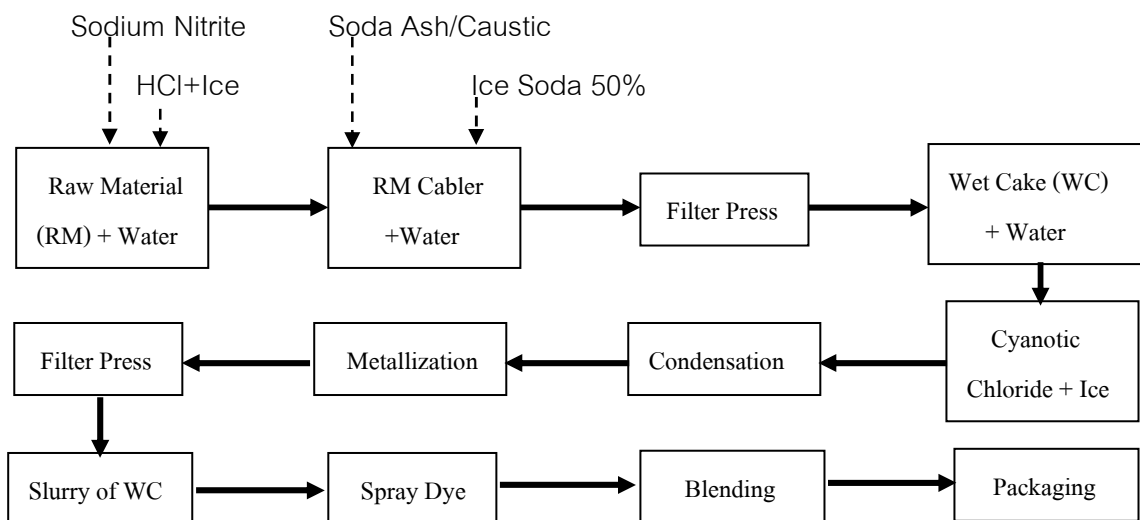 Sodium Nitrite
Soda Ash/Caustic
HCl+Ice
Ice Soda 50%
Raw Material
(RM) + Water
RM Cabler
+Water
Filter Press
Wet Cake (WC)
+ Water
Filter Press
Metallization
Condensation
Cyanotic
Chloride + Ice
Slurry of WC
Spray Dye
Blending
Packaging